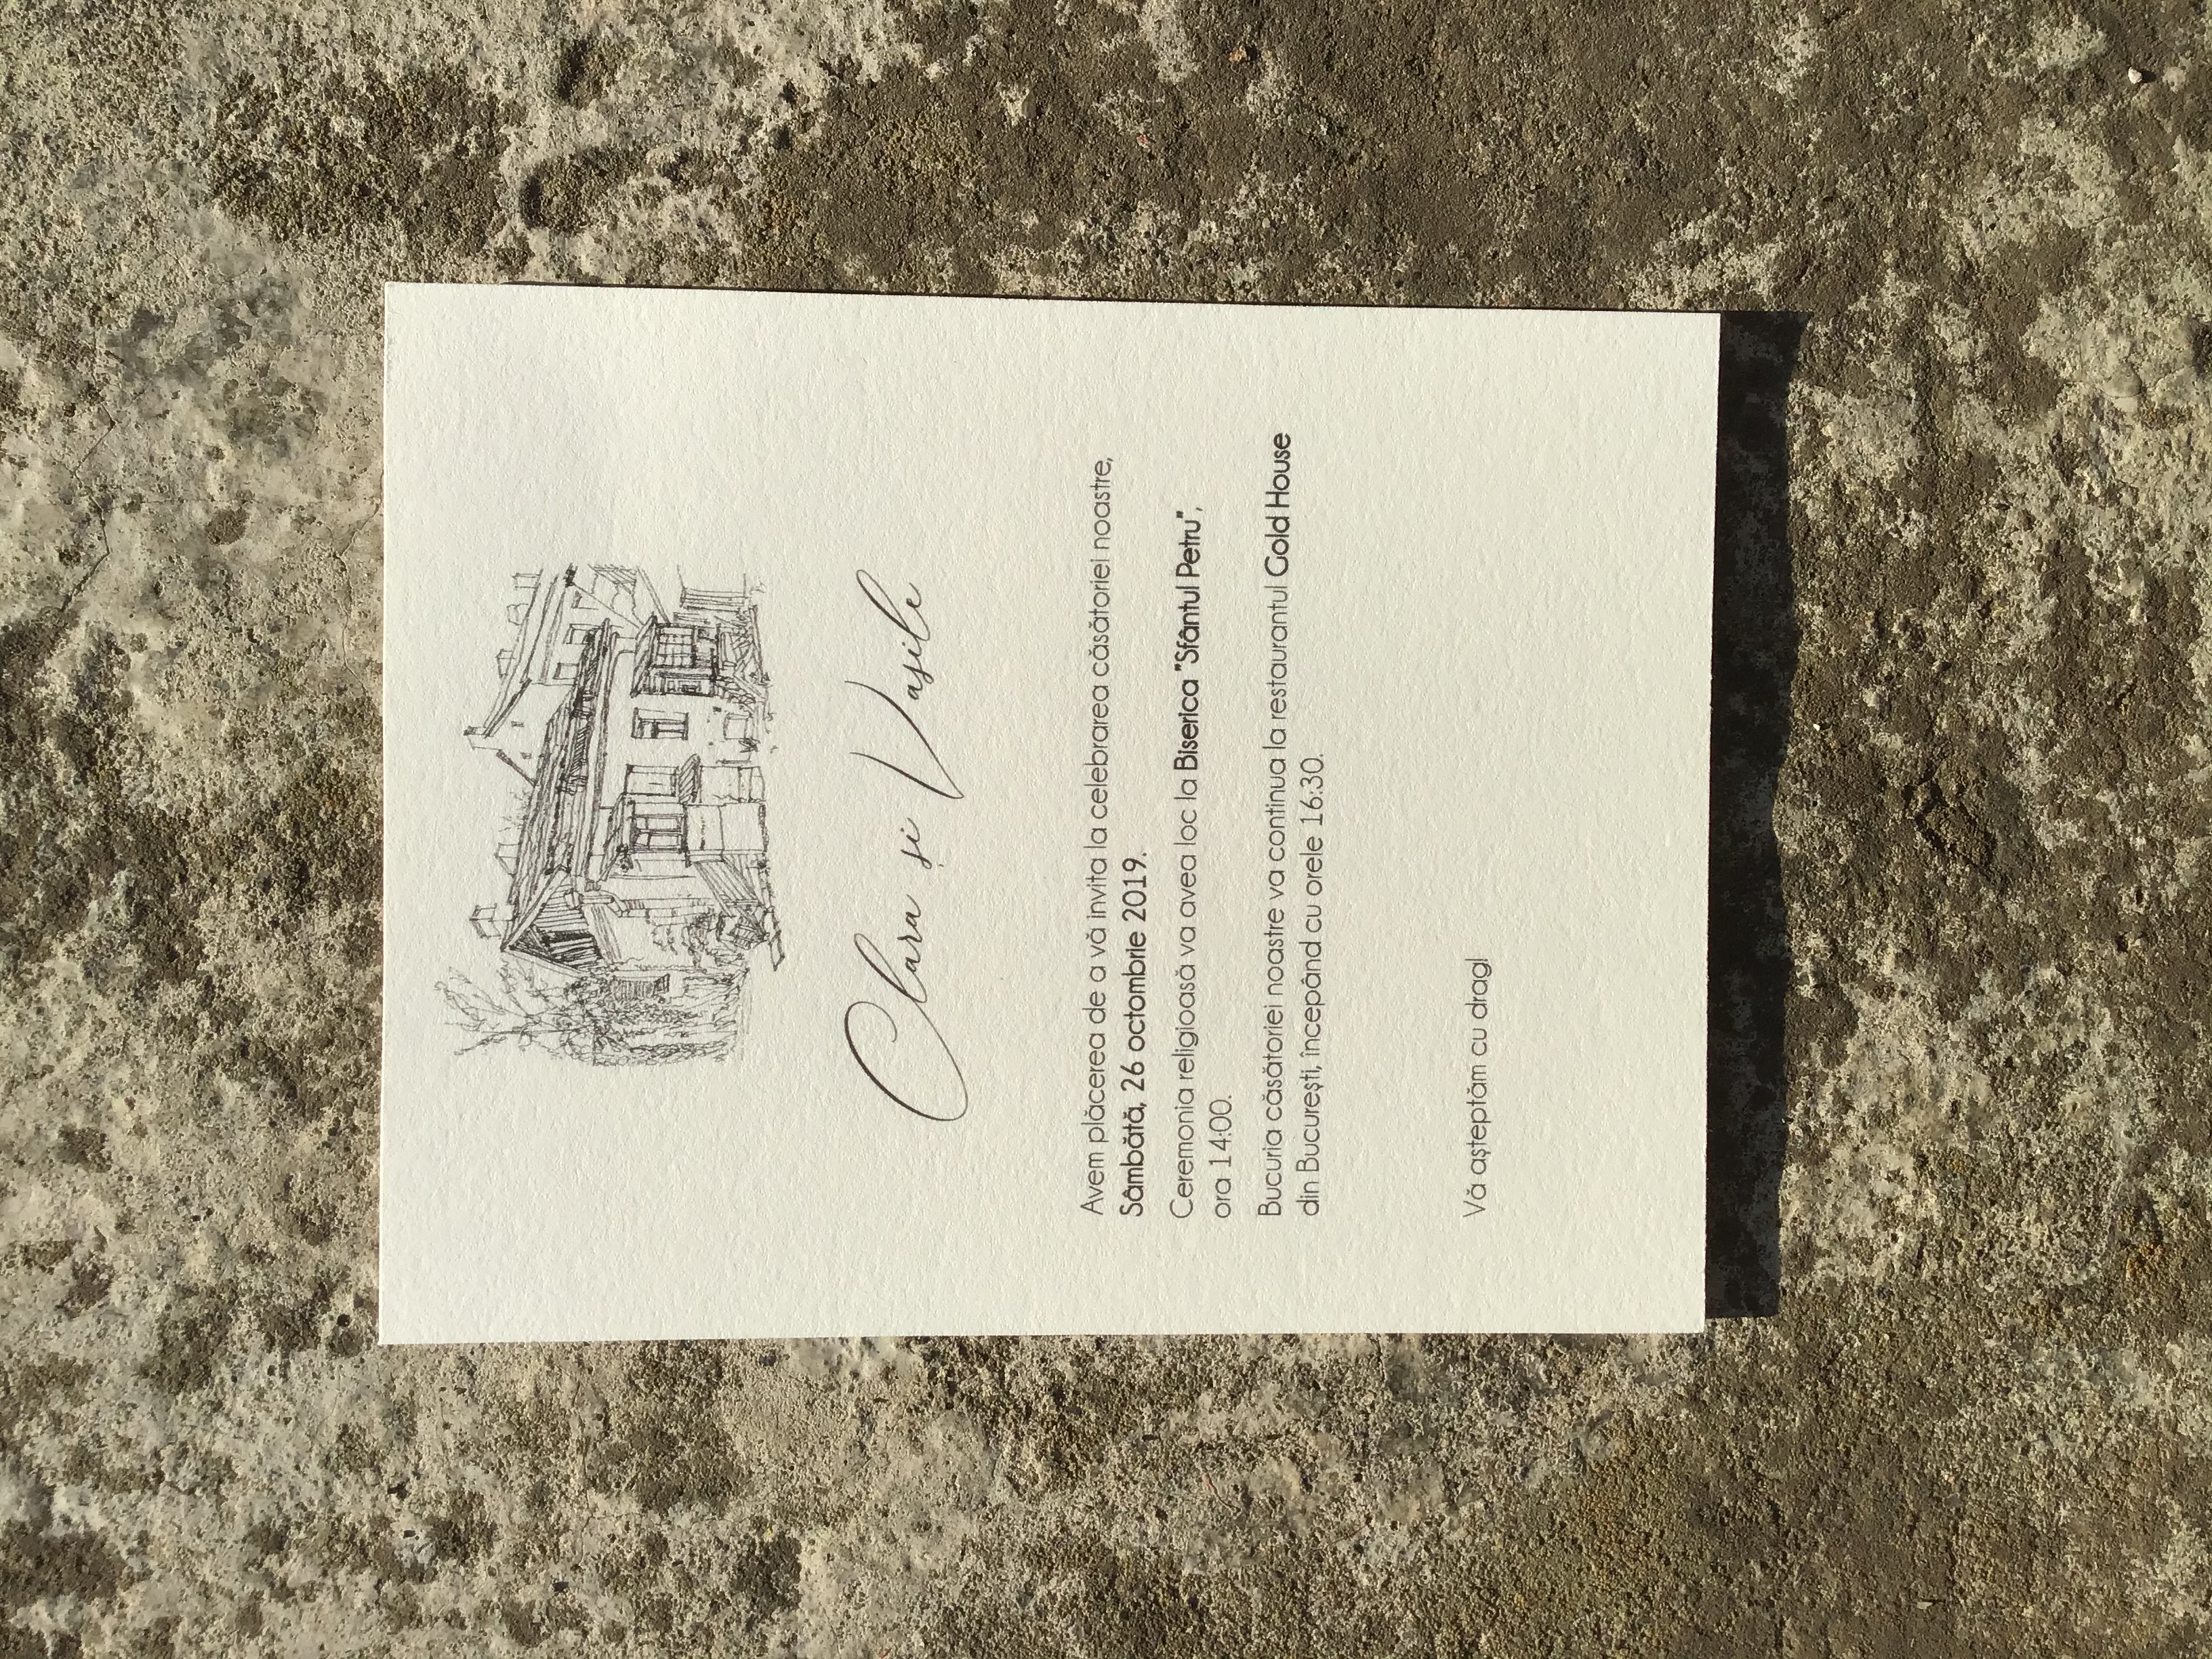 Clara și Vasile
Avem plăcerea de a vă invita la celebrarea căsătoriei noastre,
Sâmbătă, 26 octombrie 2019.
Ceremonia religioasă va avea loc la Biserica "Sfântul Petru",
ora 14:00.
Bucuria căsătoriei noastre va continua la restaurantul Gold House
din București, începând cu orele 16:30.
Vă așteptăm cu drag!